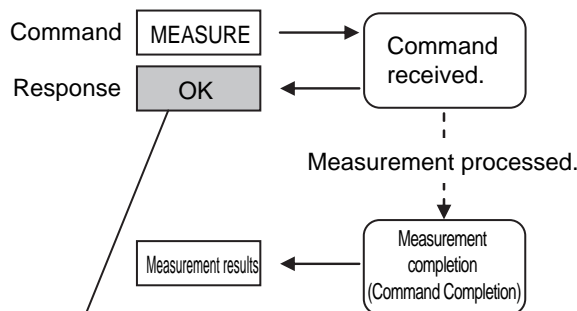 Command
MEASURE
Command
received.
Response
OK
Measurement processed.
Measurement results
Measurement
completion
(Command Completion)